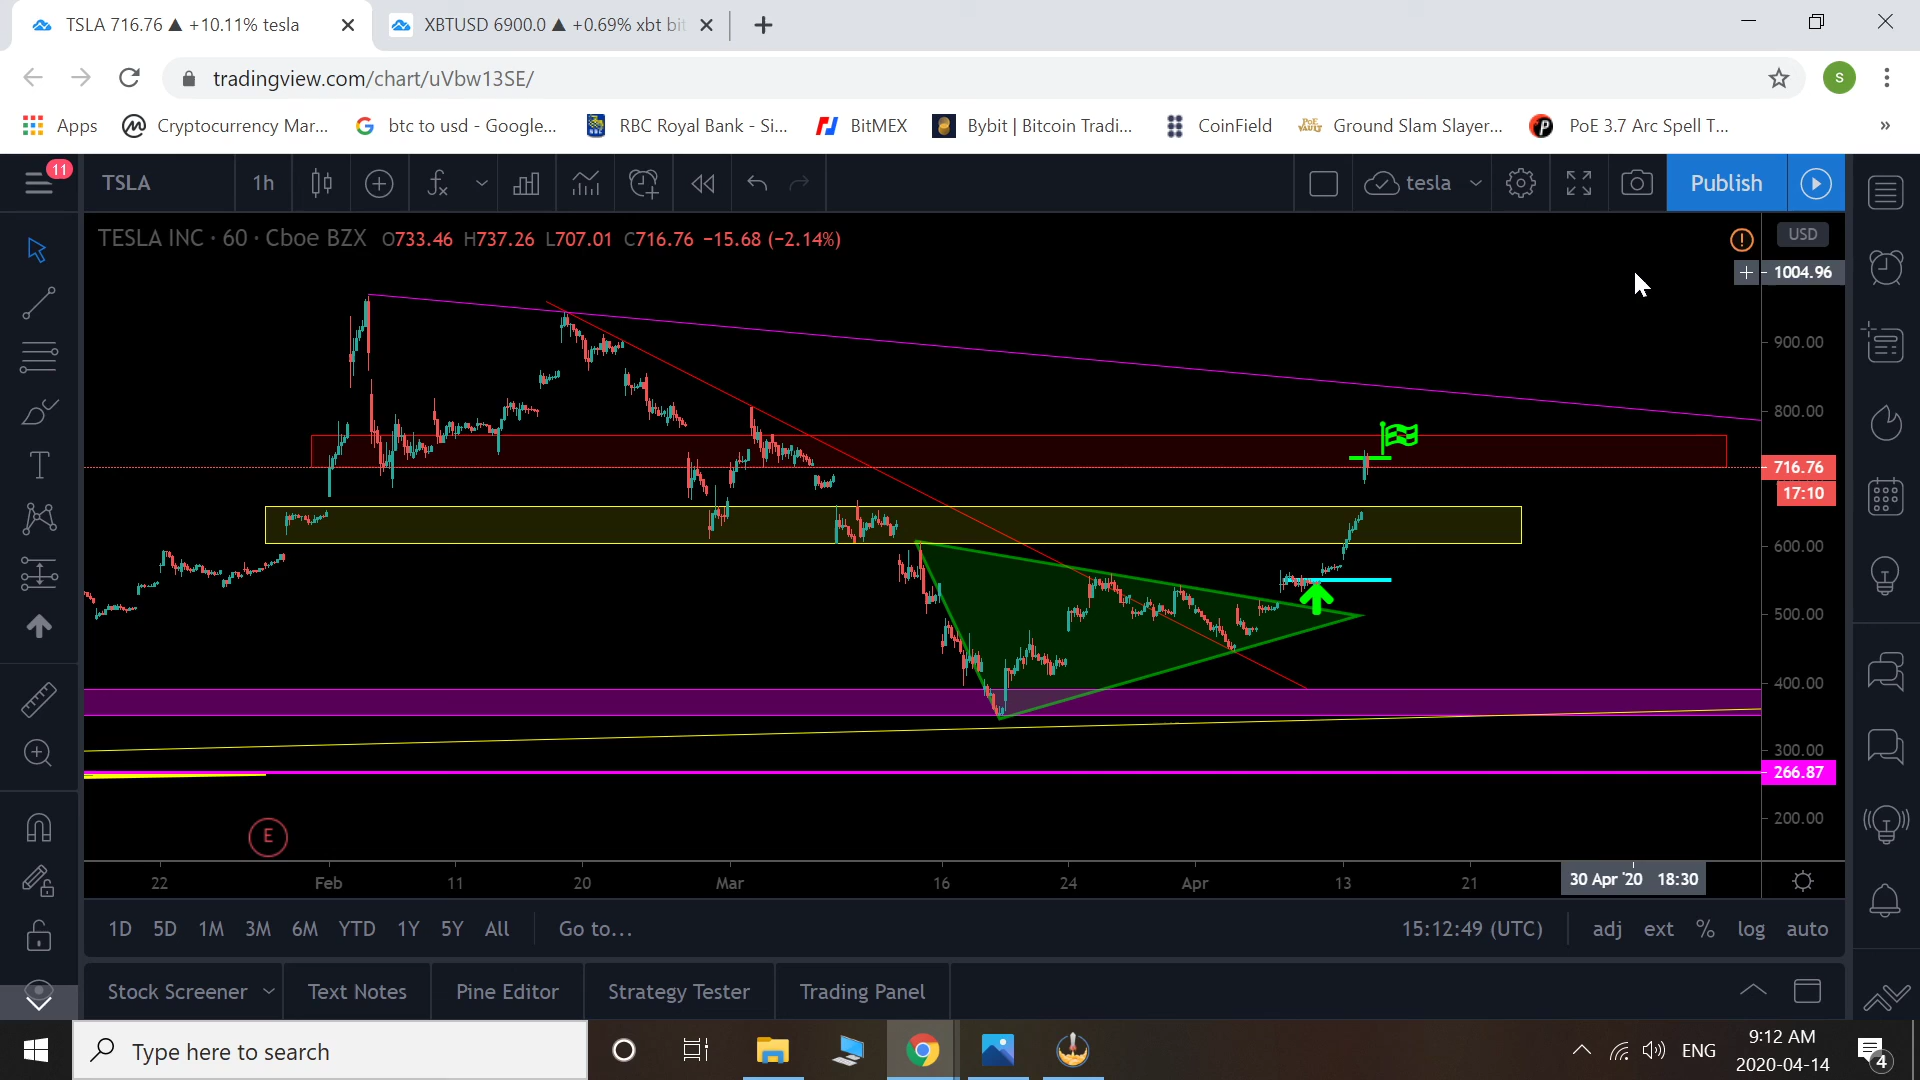 TSLA 716.76 ▲ +10.11% tesla
XBTUSD 6900.0 ▲ +0.69% xbt bit
tradingview.com/chart/uVbw13SE/
S
Apps
Cryptocurrency Mar...
btc to usd - Google...
RBC Royal Bank - Si...
BitMEX
Bybit | Bitcoin Tradi...
CoinField
Ground Slam Slayer...
PoE 3.7 Arc Spell T...
»
11
TSLA
1h
tesla
Publish
TESLA INC · 60 · Cboe BZX O733.46 H737.26 L707.01 C716.76 −15.68 (−2.14%)
USD
1004.96
900.00
800.00
716.76
17:10
600.00
500.00
400.00
300.00
266.87
200.00
E
22
Feb
11
20
Mar
16
24
Apr
13
21
30 Apr '20 18:30
1D 5D 1M 3M 6M YTD 1Y 5Y All
Go to...
15:12:49 (UTC)
adj ext % log auto
Stock Screener
Text Notes
Pine Editor
Strategy Tester
Trading Panel
Type here to search
ENG
9:12 AM
2020-04-14
4